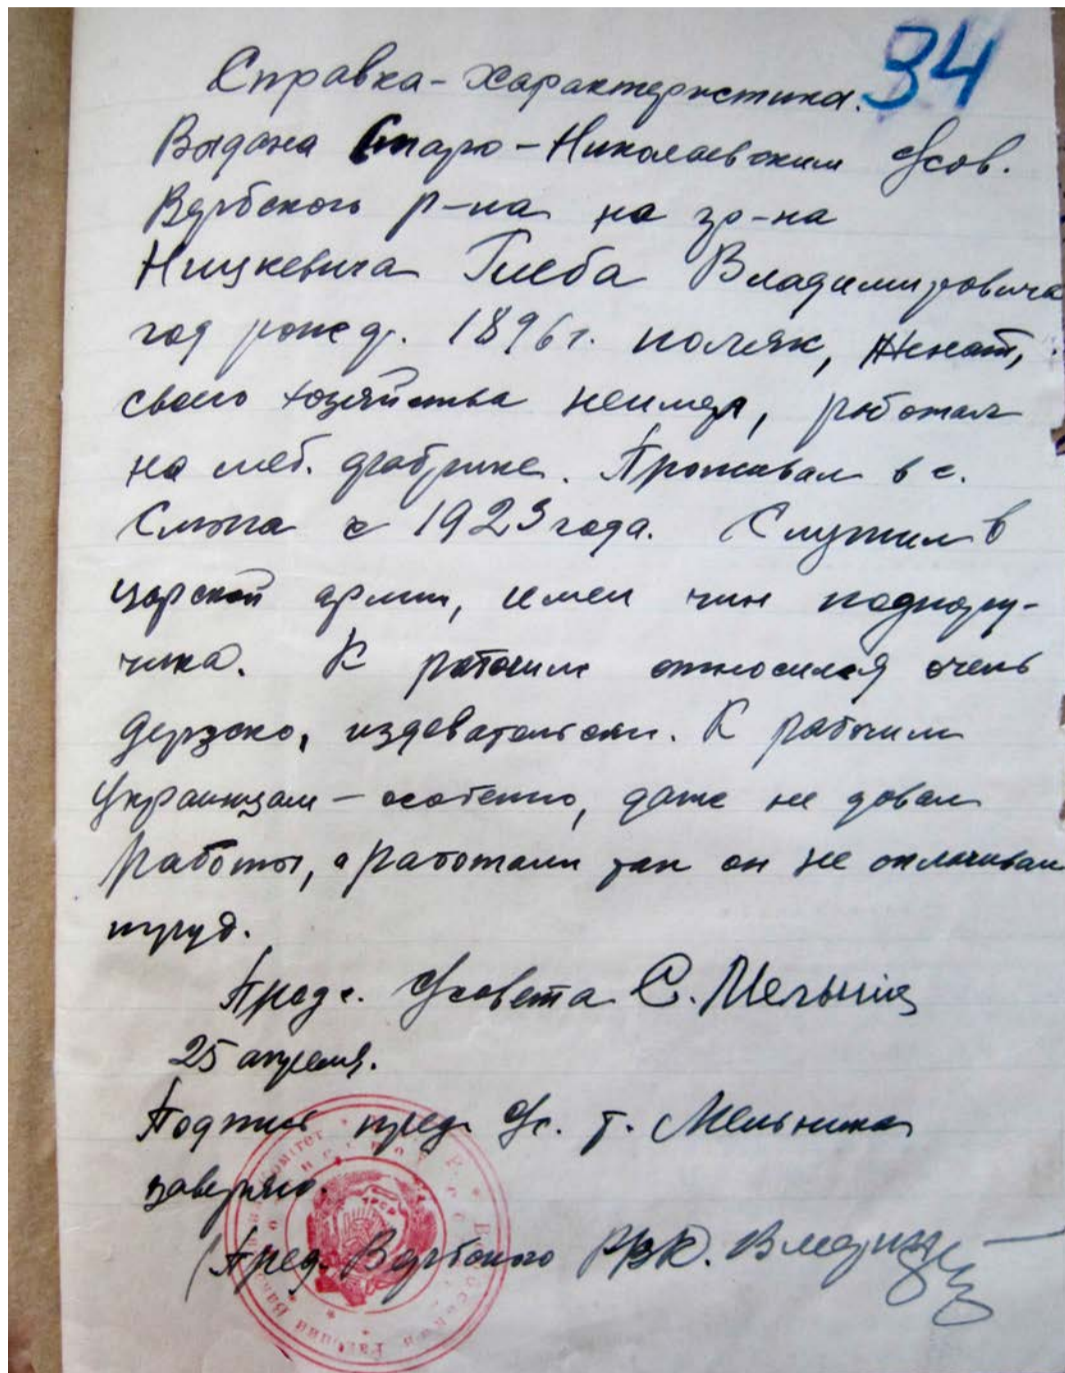 34
Справка-характеристика.
Выдана Старо-Николаевским с/сов.
Вербского р-на на гр-на
Ницкевича Глеба Владимировича
год рожд. 1896 г. поляк, женат,
своего хозяйства неимел, работал
на меб. фабрике. Проживал в с.
Смыга с 1923 года. Служил в
царской армии, имел чин подпору-
чика. К рабочим относился очень
дерзско, издевательски. К рабочим
украинцам – особенно, даже не давал
работы, а работали так он не оплачивал
труд.
Предс. с/совета С. Мельник
25 апреля.
Подпись пред. с/с. т. Мельника
заверяю.
(Пред. Вербского РИК.